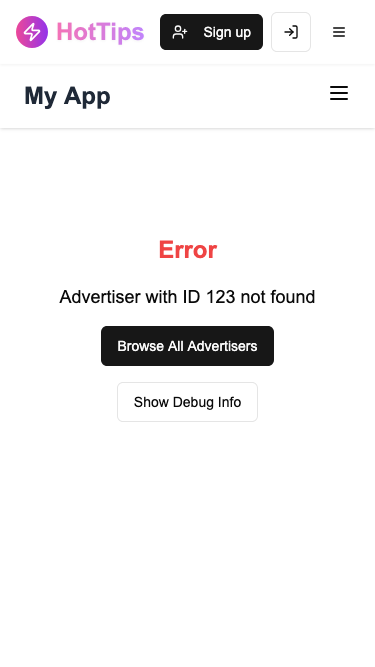 HotTips
Sign up
My App
Error
Advertiser with ID 123 not found
Browse All Advertisers
Show Debug Info